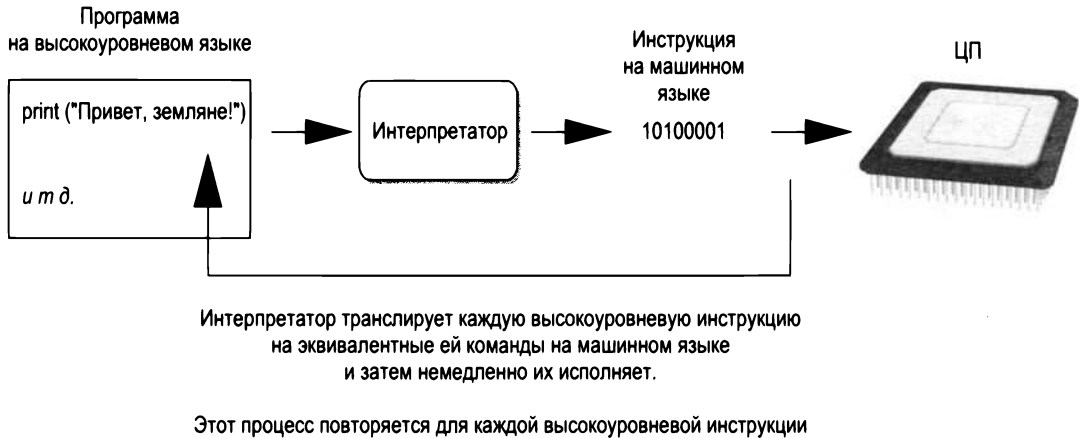 Программа
на высокоуровневом языке
print ("Привет, земляне!")
и т д.
Интерпретатор
Инструкция
на машинном
языке
10100001
ЦП
Интерпретатор транслирует каждую высокоуровневую инструкцию
на эквивалентные ей команды на машинном языке
и затем немедленно их исполняет.
Этот процесс повторяется для каждой высокоуровневой инструкции